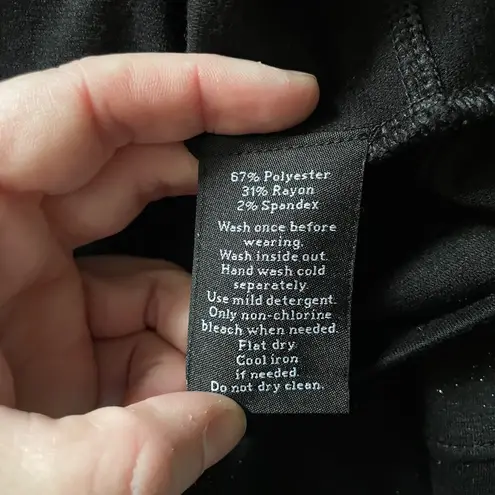 67% Polyester
31% Rayon
2% Spandex
Wash once before
wearing.
Wash inside out.
Hand wash cold
separately.
Use mild detergent.
Only non-chlorine
bleach when needed.
Flat dry.
Cool iron
if needed.
Do not dry clean.